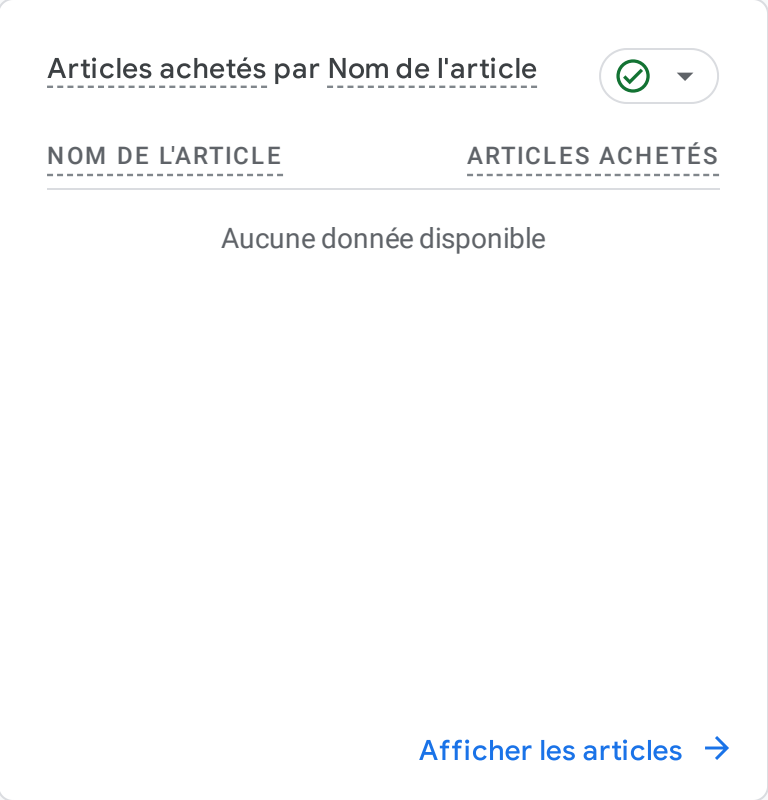 Articles achetés par Nom de l'article
NOM DE L'ARTICLE ARTICLES ACHETÉS
Aucune donnée disponible
Afficher les articles